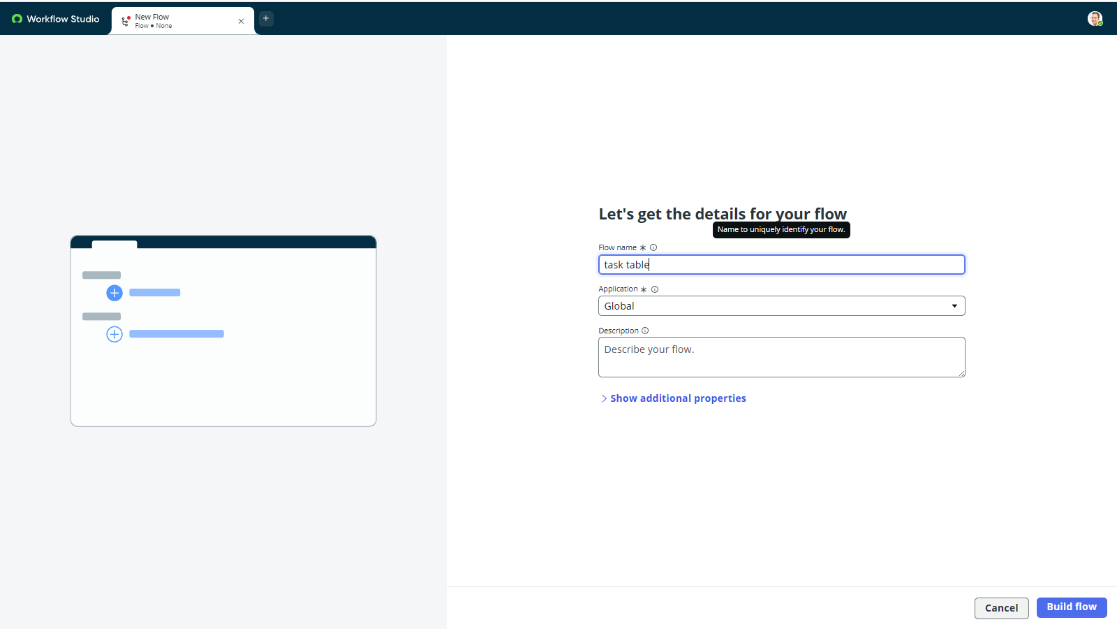 Workflow Studio
New Flow
Flow • None
Let's get the details for your flow
Name to uniquely identify your flow.
Flow name
task table
Application
Global
Description
Describe your flow.
Show additional properties
Cancel
Build flow